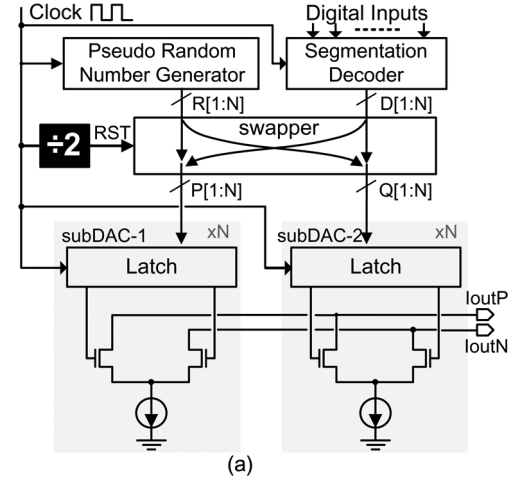 Clock
Digital Inputs
Pseudo Random
Number Generator
Segmentation
Decoder
R[1:N]
D[1:N]
swapper
÷2
RST
P[1:N]
Q[1:N]
subDAC-1
xN
subDAC-2
xN
Latch
Latch
IoutP
IoutN
(a)